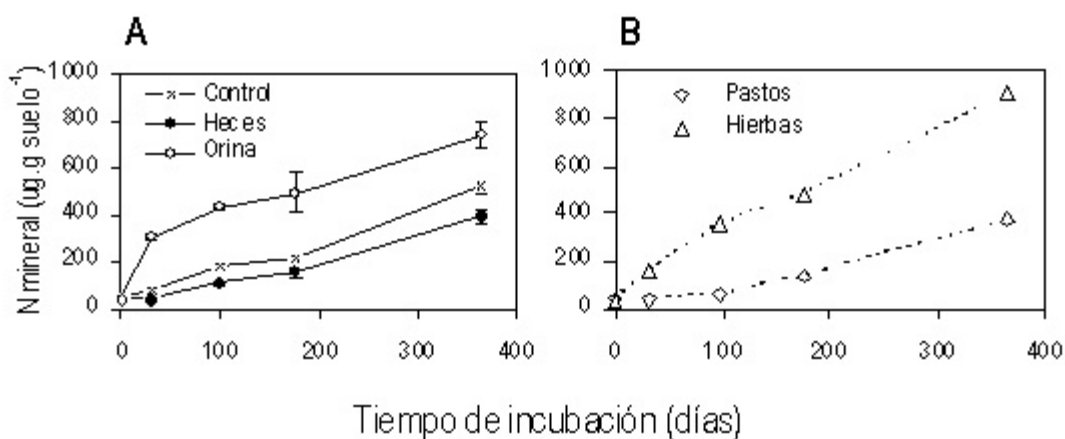 A
B
N mineral (ug.g suelo⁻¹)
1000
800
600
400
200
0
Control
Heces
Orina
0 100 200 300 400
1000
800
600
400
200
0
Pastos
Hierbas
0 100 200 300 400
Tiempo de incubación (días)